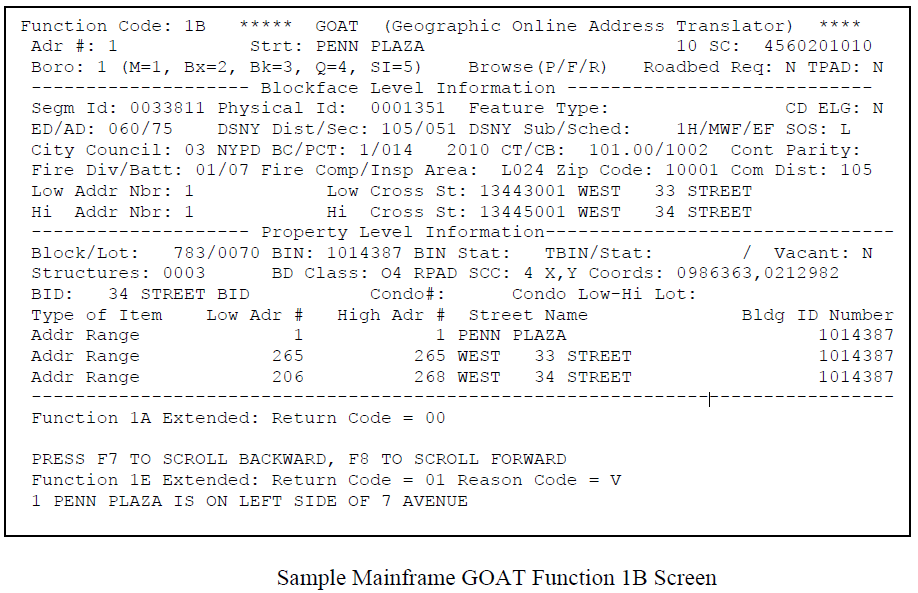 Function Code: 1B   *****  GOAT  (Geographic Online Address Translator)  ****
Adr #: 1            Strt: PENN PLAZA                      10 SC:  4560201010
Boro: 1 (M=1, Bx=2, Bk=3, Q=4, SI=5)    Browse(P/F/R)   Roadbed Req: N TPAD: N
------------------- Blockface Level Information ---------------------------
Segm Id: 0033811 Physical Id:  0001351  Feature Type:                CD ELG: N
ED/AD: 060/75    DSNY Dist/Sec: 105/051 DSNY Sub/Sched:    1H/MWF/EF SOS: L
City Council: 03 NYPD BC/PCT: 1/014   2010 CT/CB:  101.00/1002  Cont Parity:
Fire Div/Batt: 01/07 Fire Comp/Insp Area:  L024 Zip Code: 10001 Com Dist: 105
Low Addr Nbr: 1             Low Cross St: 13443001 WEST   33 STREET
Hi  Addr Nbr: 1             Hi  Cross St: 13445001 WEST   34 STREET
------------------- Property Level Information--------------------------------
Block/Lot:   783/0070 BIN: 1014387 BIN Stat:   TBIN/Stat:        /  Vacant: N
Structures: 0003      BD Class: O4 RPAD SCC: 4 X,Y Coords: 0986363,0212982
BID:   34 STREET BID           Condo#:      Condo Low-Hi Lot:
Type of Item    Low Adr #   High Adr #  Street Name               Bldg ID Number
Addr Range              1            1 PENN PLAZA                        1014387
Addr Range            265          265 WEST   33 STREET                  1014387
Addr Range            206          268 WEST   34 STREET                  1014387
---------------------------------------------------------------|-----------------
Function 1A Extended: Return Code = 00
PRESS F7 TO SCROLL BACKWARD, F8 TO SCROLL FORWARD
Function 1E Extended: Return Code = 01 Reason Code = V
1 PENN PLAZA IS ON LEFT SIDE OF 7 AVENUE
Sample Mainframe GOAT Function 1B Screen